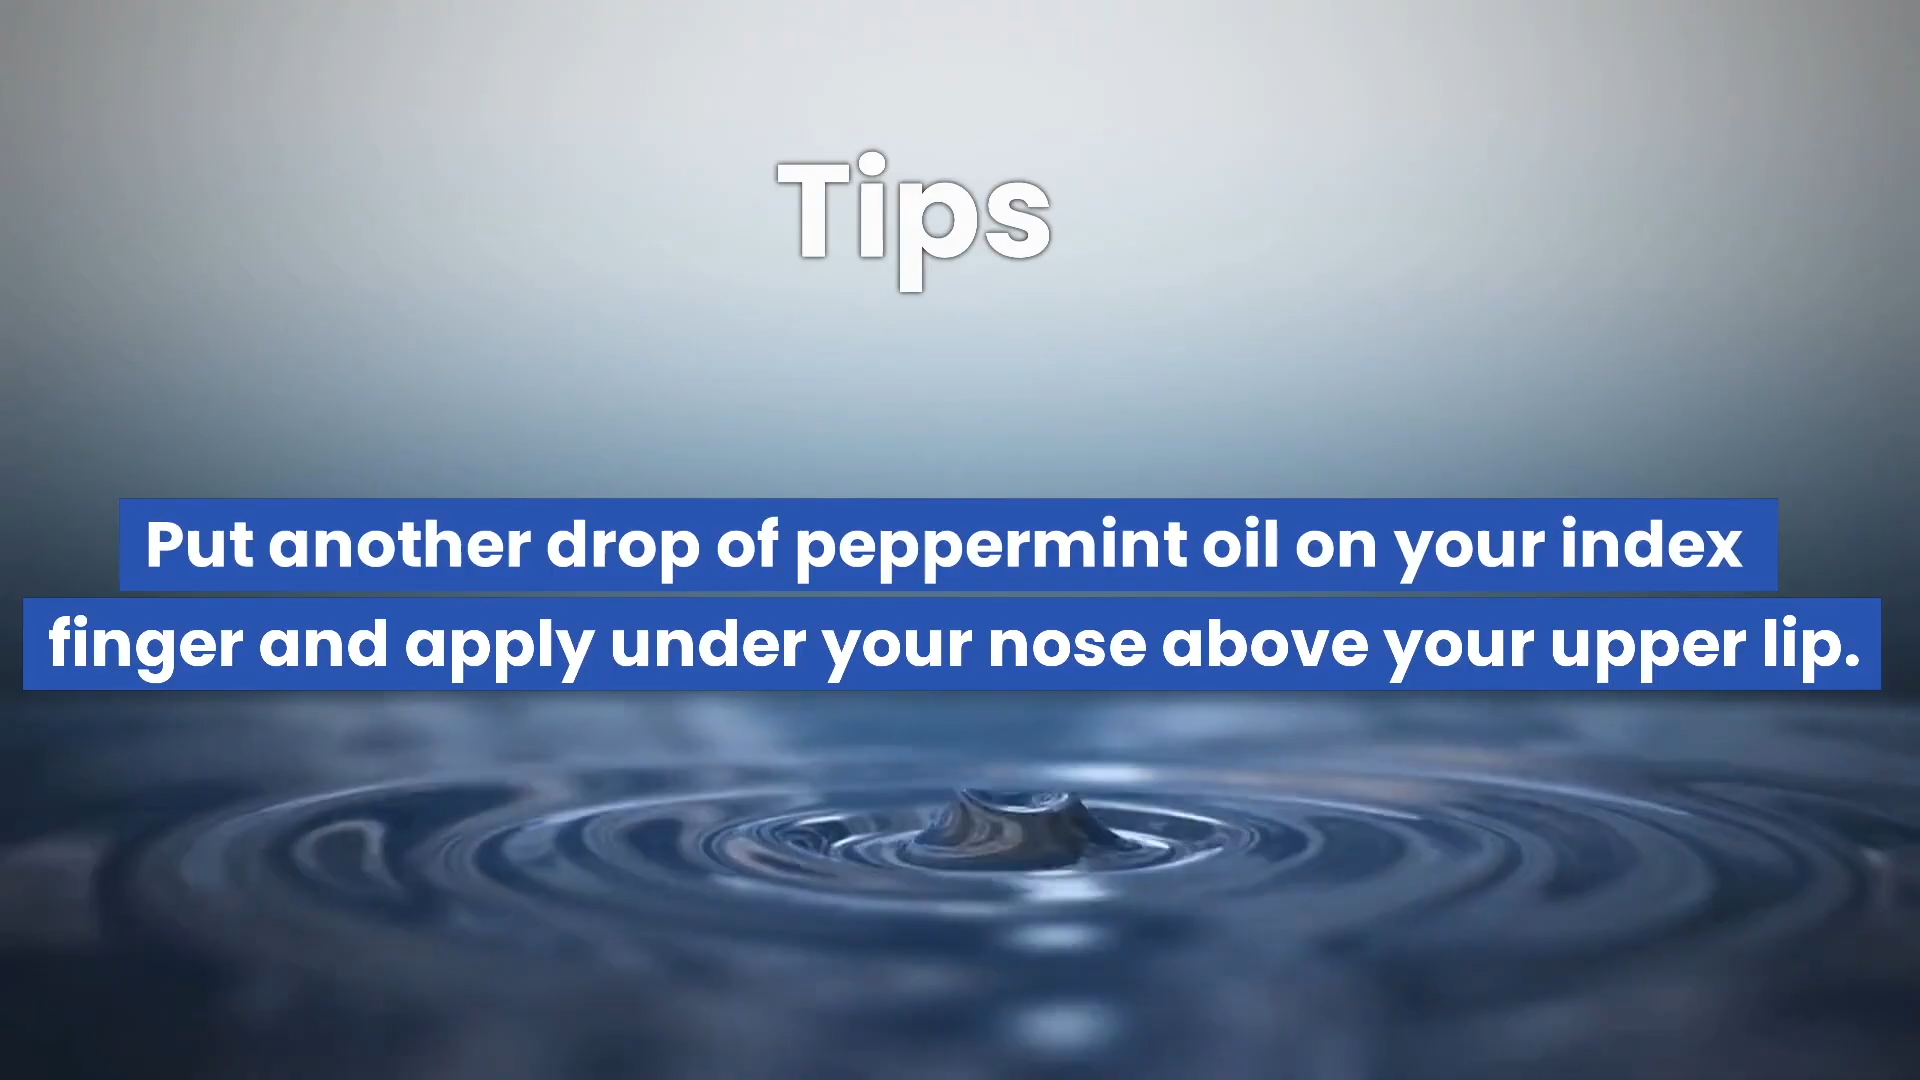 Tips
Put another drop of peppermint oil on your index
finger and apply under your nose above your upper lip.